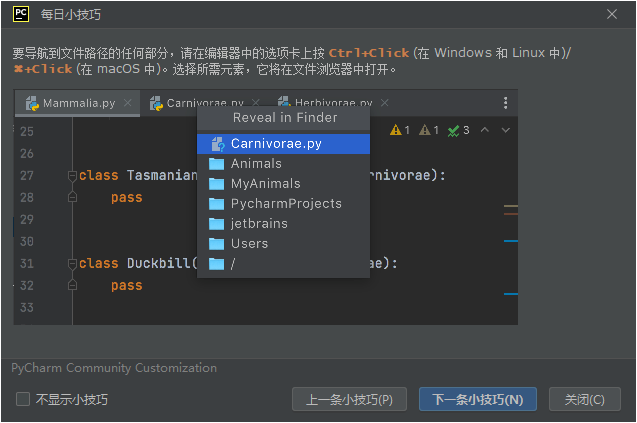 PC 每日小技巧
要导航到文件路径的任何部分，请在编辑器中的选项卡上按 Ctrl+Click (在 Windows 和 Linux 中)/
⌘+Click (在 macOS 中)。选择所需元素，它将在文件浏览器中打开。
Mammalia.py Carnivorae.py Herbivorae.py
Reveal in Finder
25 1 1 3
Carnivorae.py
26 Animals
27 class Tasmanian rnivorae):
MyAnimals
28 pass
PycharmProjects
29
jetbrains
30
Users
31 class Duckbill( ae):
/
32 pass
33
PyCharm Community Customization
不显示小技巧 上一条小技巧(P) 下一条小技巧(N) 关闭(C)